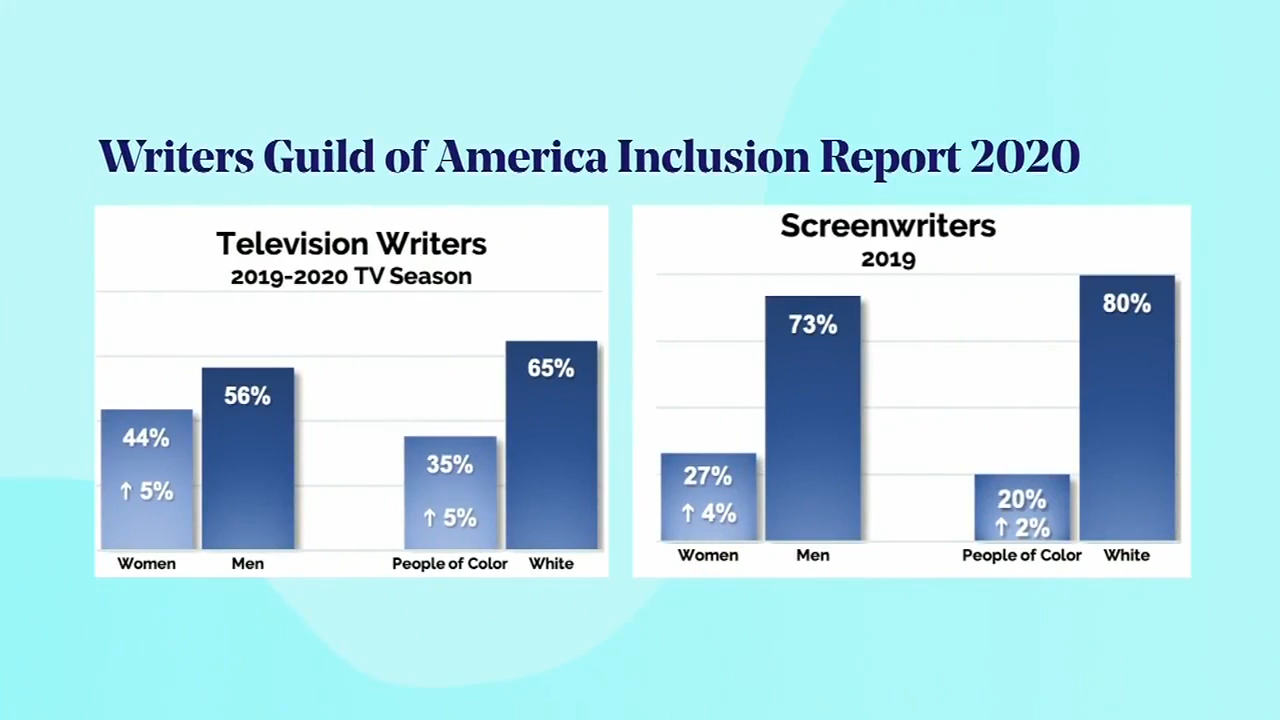 Writers Guild of America Inclusion Report 2020
Television Writers
2019-2020 TV Season
44%
↑ 5%
56%
35%
↑ 5%
65%
Women
Men
People of Color
White
Screenwriters
2019
27%
↑ 4%
73%
20%
↑ 2%
80%
Women
Men
People of Color
White